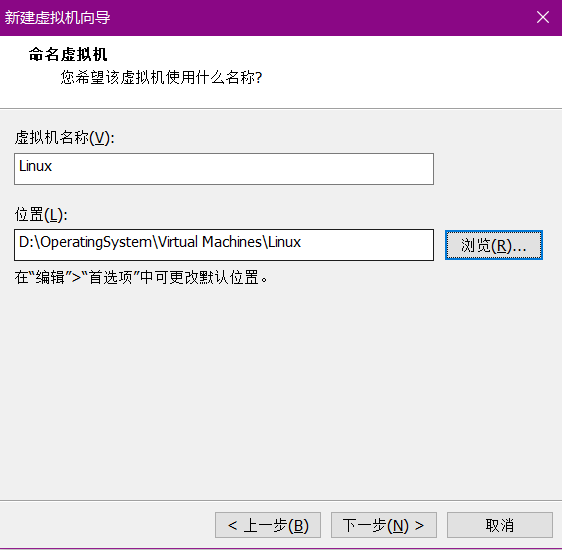 新建虚拟机向导
命名虚拟机
您希望该虚拟机使用什么名称?
虚拟机名称(V):
Linux
位置(L):
D:\OperatingSystem\Virtual Machines\Linux
浏览(R)...
在“编辑”>“首选项”中可更改默认位置。
< 上一步(B)
下一步(N) >
取消